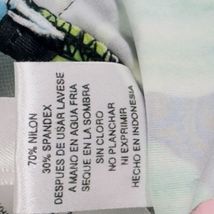 70% NILON
30% SPANDEX
DESPUES DE USAR LAVESE
A MANO EN AGUA FRIA
SEQUE EN LA SOMBRA
SIN CLORO
NO PLANCHAR
NI EXPRIMIR
HECHO EN INDONESIA